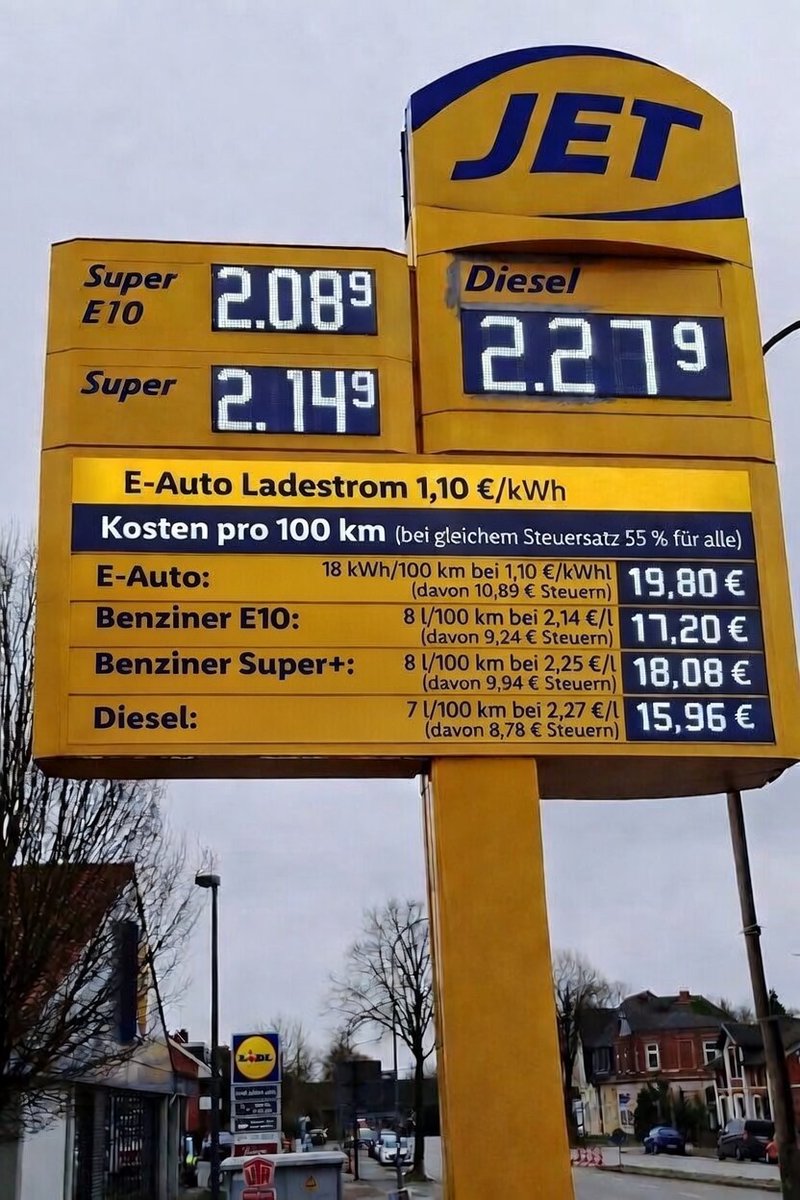 JET
Super
E10
2.08⁹
Diesel
2.27⁹
Super
2.14⁹
E-Auto Ladestrom 1,10 €/kWh
Kosten pro 100 km (bei gleichem Steuersatz 55 % für alle)
E-Auto: 18 kWh/100 km bei 1,10 €/kWhl 19,80 €
(davon 10,89 € Steuern)
Benziner E10: 8 l/100 km bei 2,14 €/l 17,20 €
(davon 9,24 € Steuern)
Benziner Super+: 8 l/100 km bei 2,25 €/l 18,08 €
(davon 9,94 € Steuern)
Diesel: 7 l/100 km bei 2,27 €/l 15,96 €
(davon 8,78 € Steuern)
LIDL